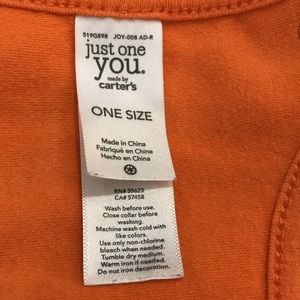 519G898 JOY-008 AD-R
just one
you.
made by
carter's
ONE SIZE
Made in China
Fabriqué en China
Hecho en China
RN# 35623
CA# 57458
Wash before use.
Close collar before
washing.
Machine wash cold with
like colors.
Use only non-chlorine
bleach when needed.
Tumble dry medium.
Warm iron if needed.
Do not iron decoration.